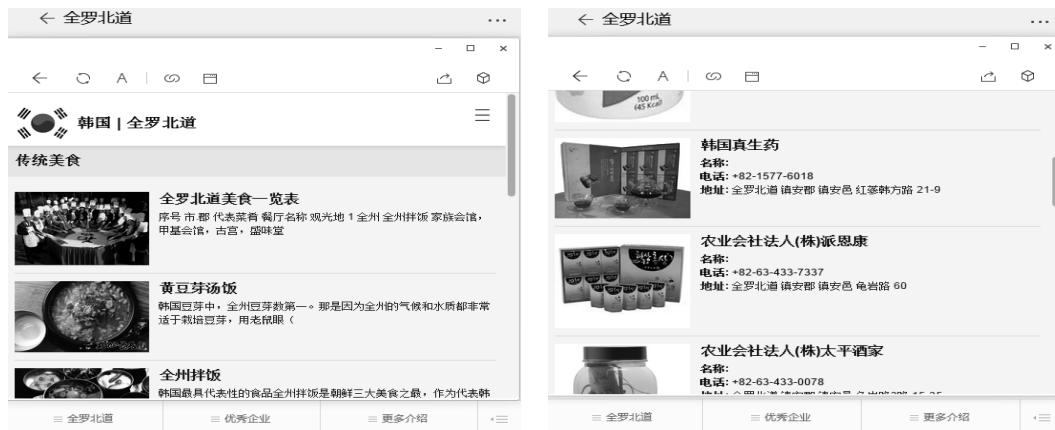 全罗北道
韩国 | 全罗北道
传统美食
全罗北道美食一览表
序号 市.郡 代表菜肴 餐厅名称 观光地 1 全州 全州拌饭 家族会馆，
甲基会馆，古宫，盛味堂
黄豆芽汤饭
韩国豆芽中，全州豆芽数第一。那是因为全州的气候和水质都非常
适于栽培豆芽，用老鼠眼（
全州拌饭
韩国最具代表性的食品全州拌饭是朝鲜三大美食之最，作为代表韩
全罗北道
优秀企业
更多介绍
全罗北道
100 mL
(45 Kcal)
韩国真生药
名称:
电话: +82-1577-6018
地址: 全罗北道 镇安郡 镇安邑 红蔘韩方路 21-9
农业会社法人(株)派恩康
名称:
电话: +82-63-433-7337
地址: 全罗北道 镇安郡 镇安邑 龟岩路 60
农业会社法人(株)太平酒家
名称:
电话: +82-63-433-0078
全罗北道
优秀企业
更多介绍